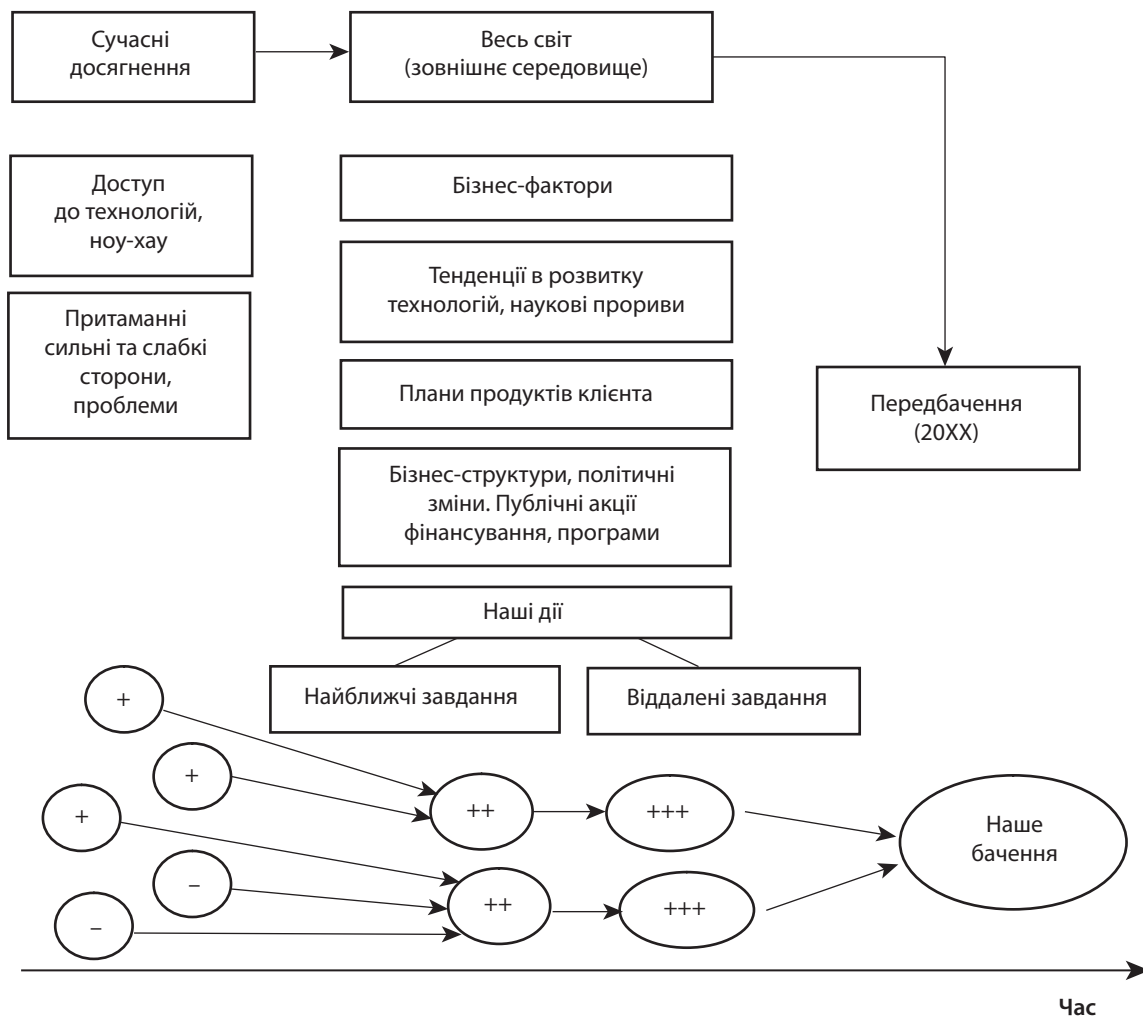 Сучасні
досягнення
Весь світ
(зовнішнє середовище)
Доступ
до технологій,
ноу-хау
Бізнес-фактори
Тенденції в розвитку
технологій, наукові прориви
Притаманні
сильні та слабкі
сторони,
проблеми
Плани продуктів клієнта
Передбачення
(20XX)
Бізнес-структури, політичні
зміни. Публічні акції
фінансування, програми
Наші дії
Найближчі завдання
Віддалені завдання
+
+
+
–
–
++
+++
++
+++
Наше
бачення
Час